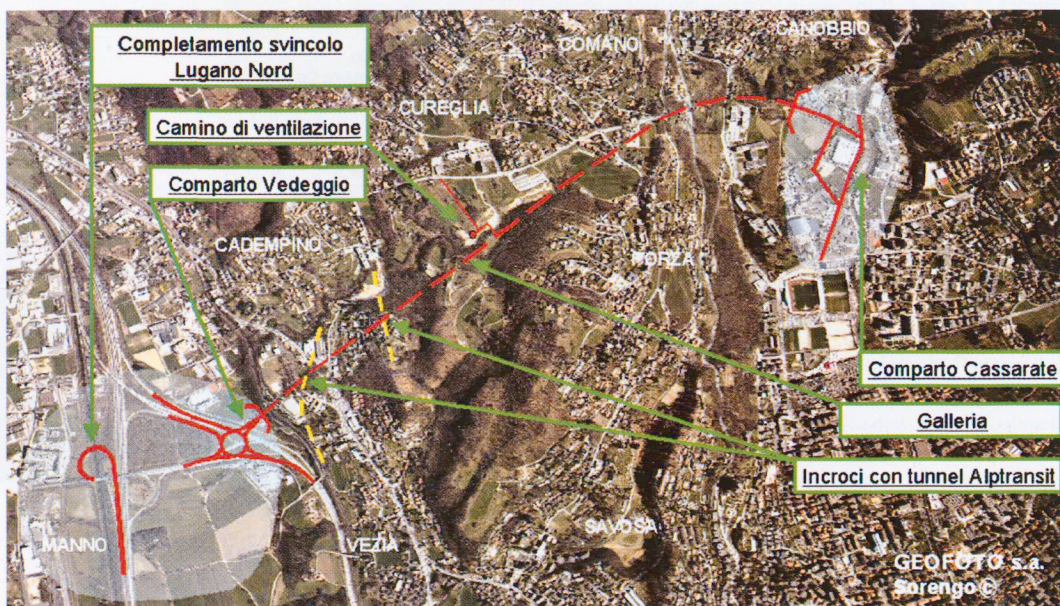 Completamento svincolo
Lugano Nord
COMANO
CANOBBIO
CUREGLIA
Camino di ventilazione
Comparto Vedeggio
CADEMPINO
PORZA
Comparto Cassarate
Galleria
Incroci con tunnel Alptransit
MANNO
VEZIA
SAVOSA
GEOFOTO s.a.
Sorengo ©